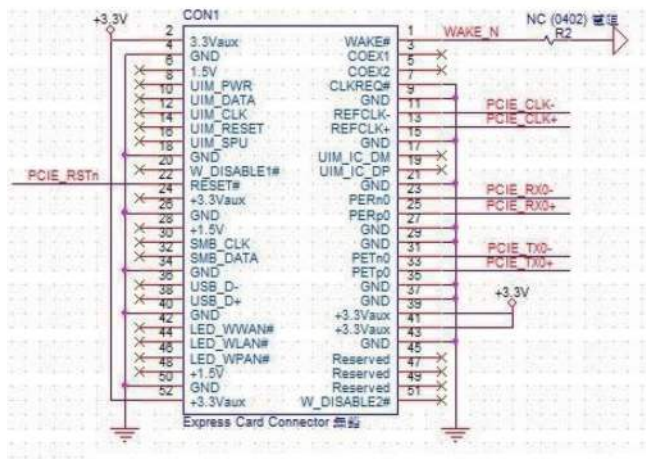 CON1
+3.3V
NC (0402)
R2
WAKE_N
2 3.3Vaux WAKE# 1
4 GND COEX1 3
6 1.5V COEX2 5
8 UIM_PWR CLKREQ# 7
10 UIM_DATA GND 9
12 UIM_CLK REFCLK- 11 PCIE_CLK-
14 UIM_RESET REFCLK+ 13 PCIE_CLK+
16 UIM_SPU GND 15
18 GND UIM_IC_DM 17
20 W_DISABLE1# UIM_IC_DP 19
PCIE_RSTn 22 RESET# GND 21
24 +3.3Vaux PERn0 23 PCIE_RX0-
26 GND PERp0 25 PCIE_RX0+
28 +1.5V GND 27
30 SMB_CLK GND 29
32 SMB_DATA PETn0 31 PCIE_TX0-
34 GND PETp0 33 PCIE_TX0+
36 USB_D- GND 35
38 USB_D+ GND 37
+3.3V
40 GND +3.3Vaux 39
42 LED_WWAN# +3.3Vaux 41
44 LED_WLAN# GND 43
46 LED_WPAN# Reserved 45
48 +1.5V Reserved 47
50 GND Reserved 49
52 +3.3Vaux W_DISABLE2# 51
Express Card Connector